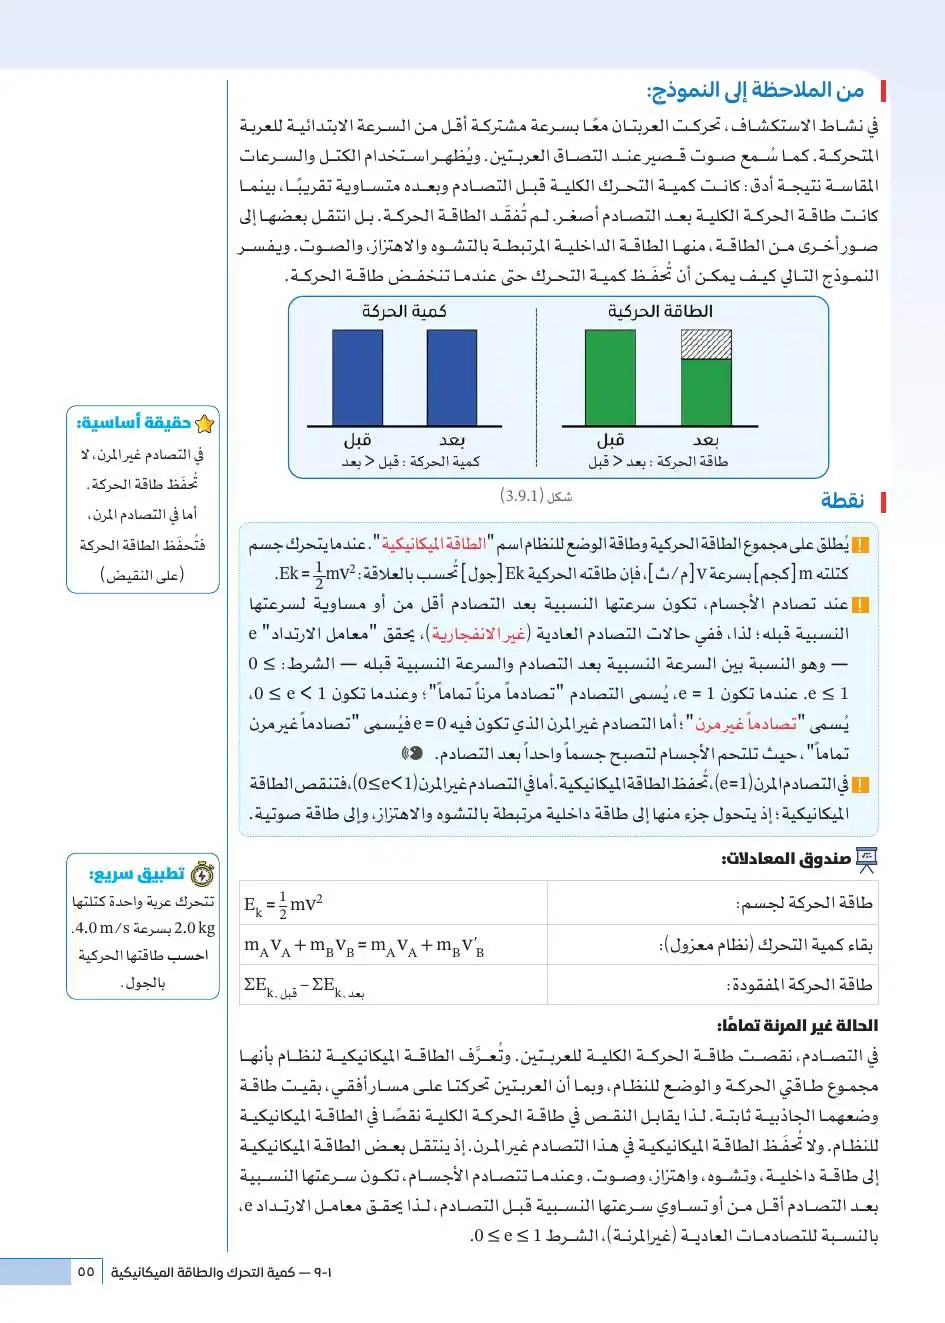 من الملاحظة إلى النموذج:
في نشاط الاستكشاف، تحركت العربتان معًا بسرعة مشتركة أقل من السرعة الابتدائية للعربة
المتحركة. كما سُمع صوت قصير عند التصاق العربتين. ويُظهر استخدام الكتل والسرعات
المقاسة نتيجة أدق: كانت كمية التحرك الكلية قبل التصادم وبعده متساوية تقريبًا، بينما
كانت طاقة الحركة الكلية بعد التصادم أصغر. لم تُفقَد الطاقة الحركة. بل انتقل بعضها إلى
صور أخرى من الطاقة، منها الطاقة الداخلية المرتبطة بالتشوه والاهتزاز، والصوت. ويفسر
النموذج التالي كيف يمكن أن تُحفَظ كمية التحرك حتى عندما تنخفض طاقة الحركة.
كمية الحركة
قبل
بعد
كمية الحركة : قبل < بعد
الطاقة الحركية
قبل
بعد
طاقة الحركة : بعد < قبل
شكل (3.9.1)
حقيقة أساسية:
في التصادم غير المرن، لا
تُحفَظ طاقة الحركة.
أما في التصادم المرن،
فتُحفَظ الطاقة الحركة
(على النقيض)
نقطة
يُطلق على مجموع الطاقة الحركية وطاقة الوضع للنظام اسم "الطاقة الميكانيكية". عندما يتحرك جسم
كتلته m [كجم] بسرعة v [م/ث]، فإن طاقته الحركية Ek [جول] تُحسب بالعلاقة: Ek = ½mv².
عند تصادم الأجسام، تكون سرعتها النسبية بعد التصادم أقل من أو مساوية لسرعتها
النسبية قبله؛ لذا، ففي حالات التصادم العادية (غير الانفجارية)، يحقق "معامل الارتداد" e
— وهو النسبة بين السرعة النسبية بعد التصادم والسرعة النسبية قبله — الشرط: 0 ≤
e ≤ 1. عندما تكون e = 1، يُسمى التصادم "تصادماً مرناً تماماً"؛ وعندما تكون 0 ≤ e < 1،
يُسمى "تصادماً غير مرن"؛ أما التصادم غير المرن الذي تكون فيه e = 0 فيُسمى "تصادماً غير مرن
تماماً"، حيث تلتحم الأجسام لتصبح جسماً واحداً بعد التصادم.
في التصادم المرن (e=1)، تُحفظ الطاقة الميكانيكية. أما في التصادم غير المرن (0≤e<1)، فتنقص الطاقة
الميكانيكية؛ إذ يتحول جزء منها إلى طاقة داخلية مرتبطة بالتشوه والاهتزاز، وإلى طاقة صوتية.
صندوق المعادلات:
طاقة الحركة لجسم: E_k = ½ mv²
بقاء كمية التحرك (نظام معزول): m_A v_A + m_B v_B = m_A v_A + m_B v′_B
طاقة الحركة المفقودة: ΣE_k, قبل − ΣE_k, بعد
تطبيق سريع:
تتحرك عربة واحدة كتلتها
2.0 kg بسرعة 4.0 m/s.
احسب طاقتها الحركية
بالجول.
الحالة غير المرنة تمامًا:
في التصادم، نقصت طاقة الحركة الكلية للعربتين. وتُعرَّف الطاقة الميكانيكية لنظام بأنها
مجموع طاقتي الحركة والوضع للنظام، وبما أن العربتين تحركتا على مسار أفقي، بقيت طاقة
وضعهما الجاذبية ثابتة. لذا يقابل النقص في طاقة الحركة الكلية نقصًا في الطاقة الميكانيكية
للنظام. ولا تُحفَظ الطاقة الميكانيكية في هذا التصادم غير المرن. إذ ينتقل بعض الطاقة الميكانيكية
إلى طاقة داخلية، وتشوه، واهتزاز، وصوت. وعندما تتصادم الأجسام، تكون سرعتها النسبية
بعد التصادم أقل من أو تساوي سرعتها النسبية قبل التصادم، لذا يحقق معامل الارتداد e،
بالنسبة للتصادمات العادية (غير المرنة)، الشرط 0 ≤ e ≤ 1.
٩-١ — كمية التحرك والطاقة الميكانيكية ٥٥